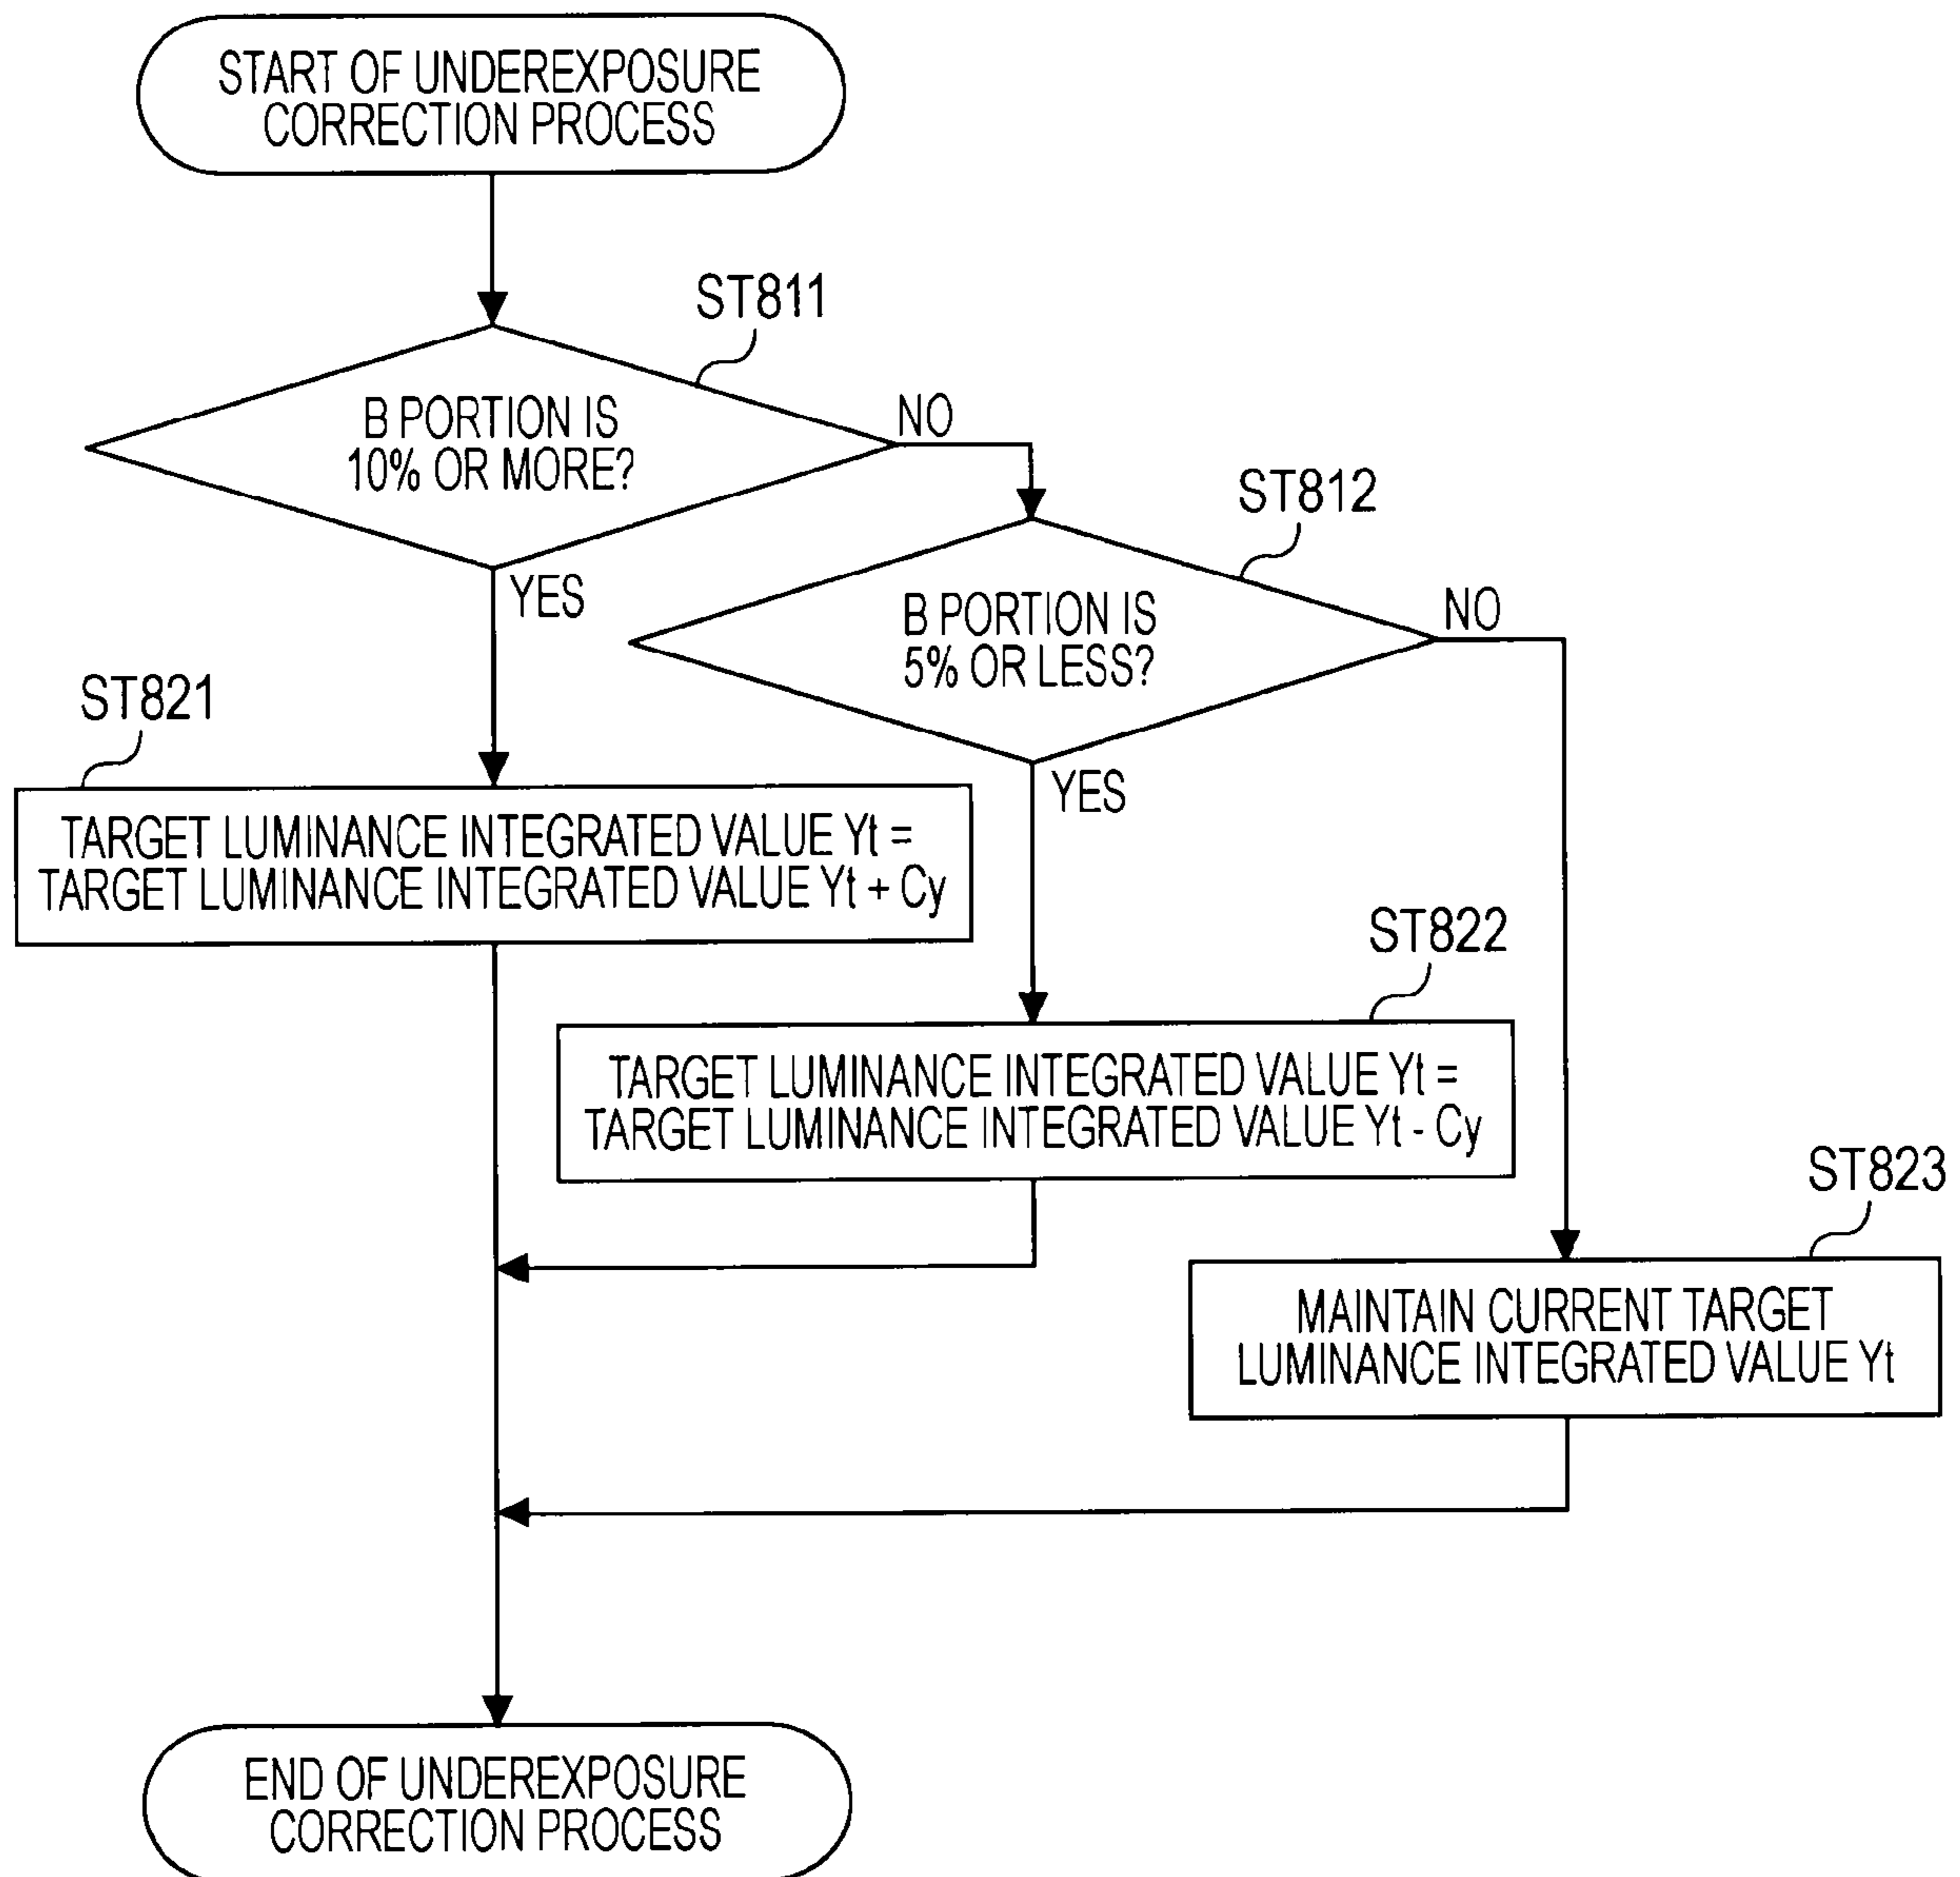 START OF UNDEREXPOSURE
CORRECTION PROCESS
ST811
B PORTION IS
10% OR MORE?
NO
YES
ST812
B PORTION IS
5% OR LESS?
NO
YES
ST821
TARGET LUMINANCE INTEGRATED VALUE Yt =
TARGET LUMINANCE INTEGRATED VALUE Yt + Cy
ST822
TARGET LUMINANCE INTEGRATED VALUE Yt =
TARGET LUMINANCE INTEGRATED VALUE Yt - Cy
ST823
MAINTAIN CURRENT TARGET
LUMINANCE INTEGRATED VALUE Yt
END OF UNDEREXPOSURE
CORRECTION PROCESS